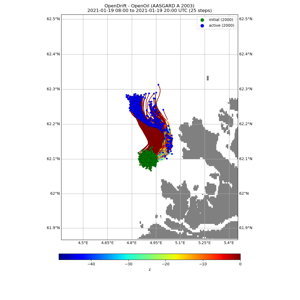 OpenDrift - OpenOil (AASGARD A 2003)
2021-01-19 08:00 to 2021-01-19 20:00 UTC (25 steps)
62.5°N 62.5°N
initial (2000)
active (2000)
62.4°N 62.4°N
62.3°N 62.3°N
62.2°N 62.2°N
62.1°N 62.1°N
62°N 62°N
61.9°N 61.9°N
4.5°E 4.65°E 4.8°E 4.95°E 5.1°E 5.25°E 5.4°E
−40 −30 −20 −10 0
z